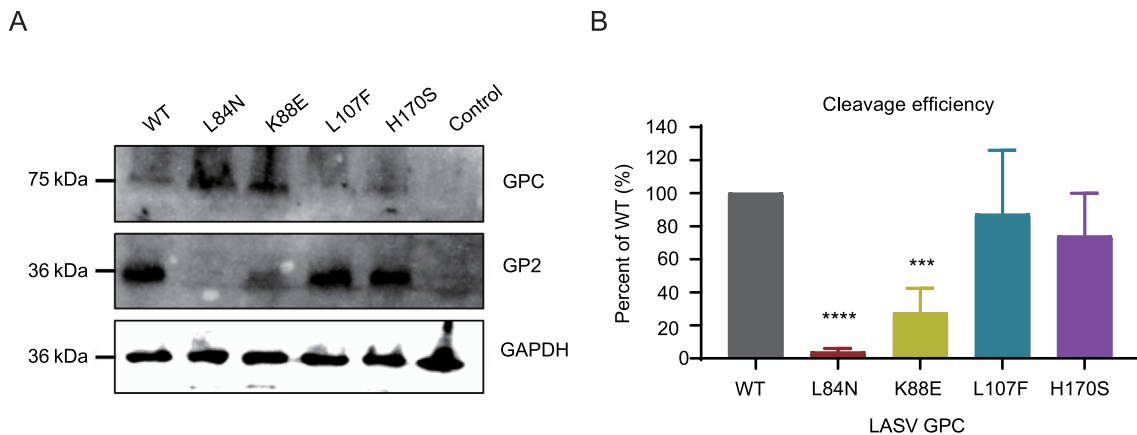 A
WT L84N K88E L107F H170S Control
75 kDa GPC
36 kDa GP2
36 kDa GAPDH
B
Cleavage efficiency
Percent of WT (%)
140
120
100
80
60
40
20
0
****
***
WT L84N K88E L107F H170S
LASV GPC